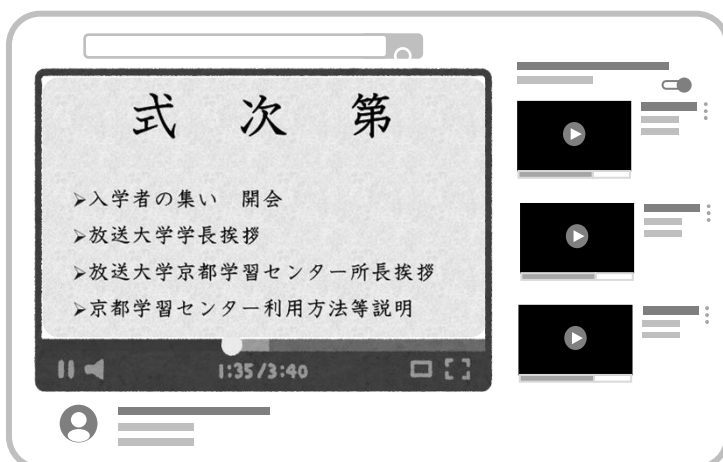 式 次 第
➢入学者の集い　開会
➢放送大学学長挨拶
➢放送大学京都学習センター所長挨拶
➢京都学習センター利用方法等説明
1:35/3:40